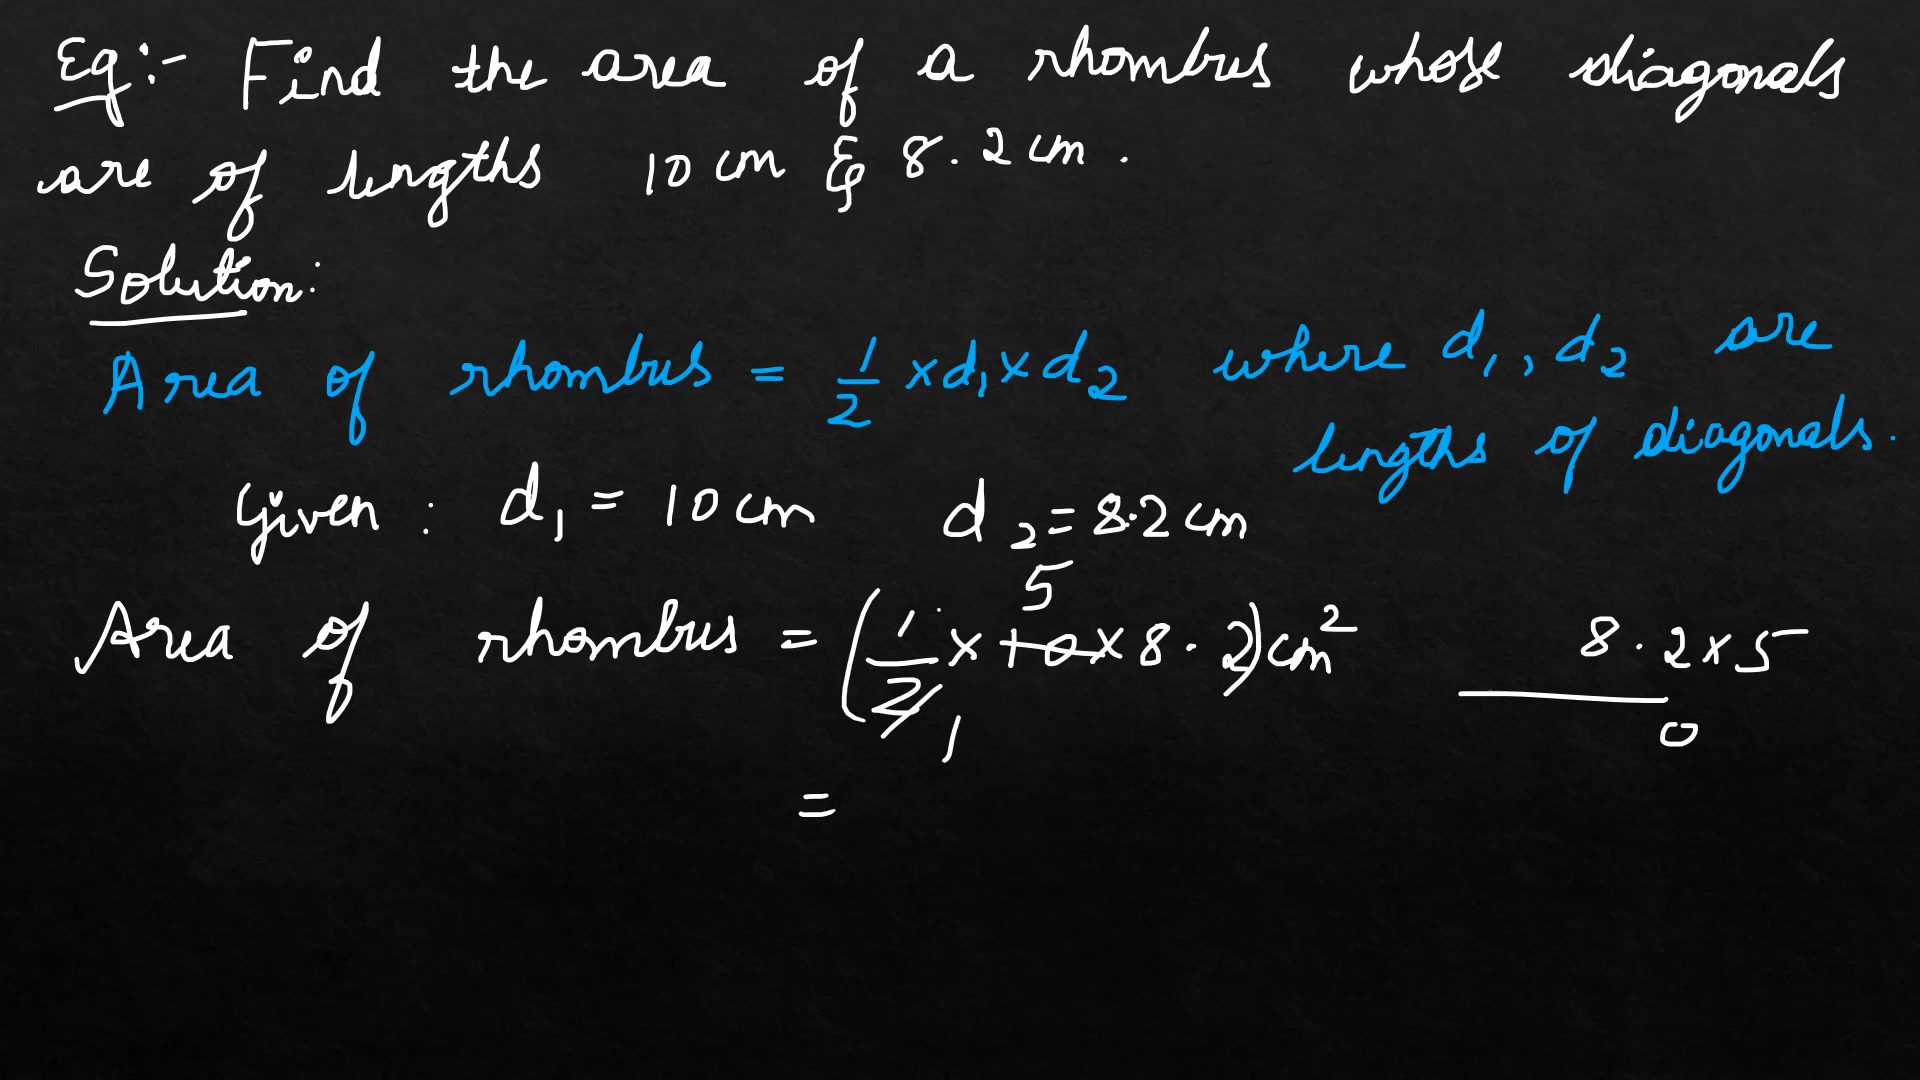 Eg:- Find the area of a rhombus whose diagonals
are of lengths 10 cm & 8.2 cm.
Solution:
Area of rhombus = 1/2 × d₁ × d₂ where d₁, d₂ are
lengths of diagonals.
Given : d₁ = 10 cm d₂ = 8.2 cm
5
Area of rhombus = (1/2 × 10 × 8.2) cm² 8.2 × 5
1 0
=